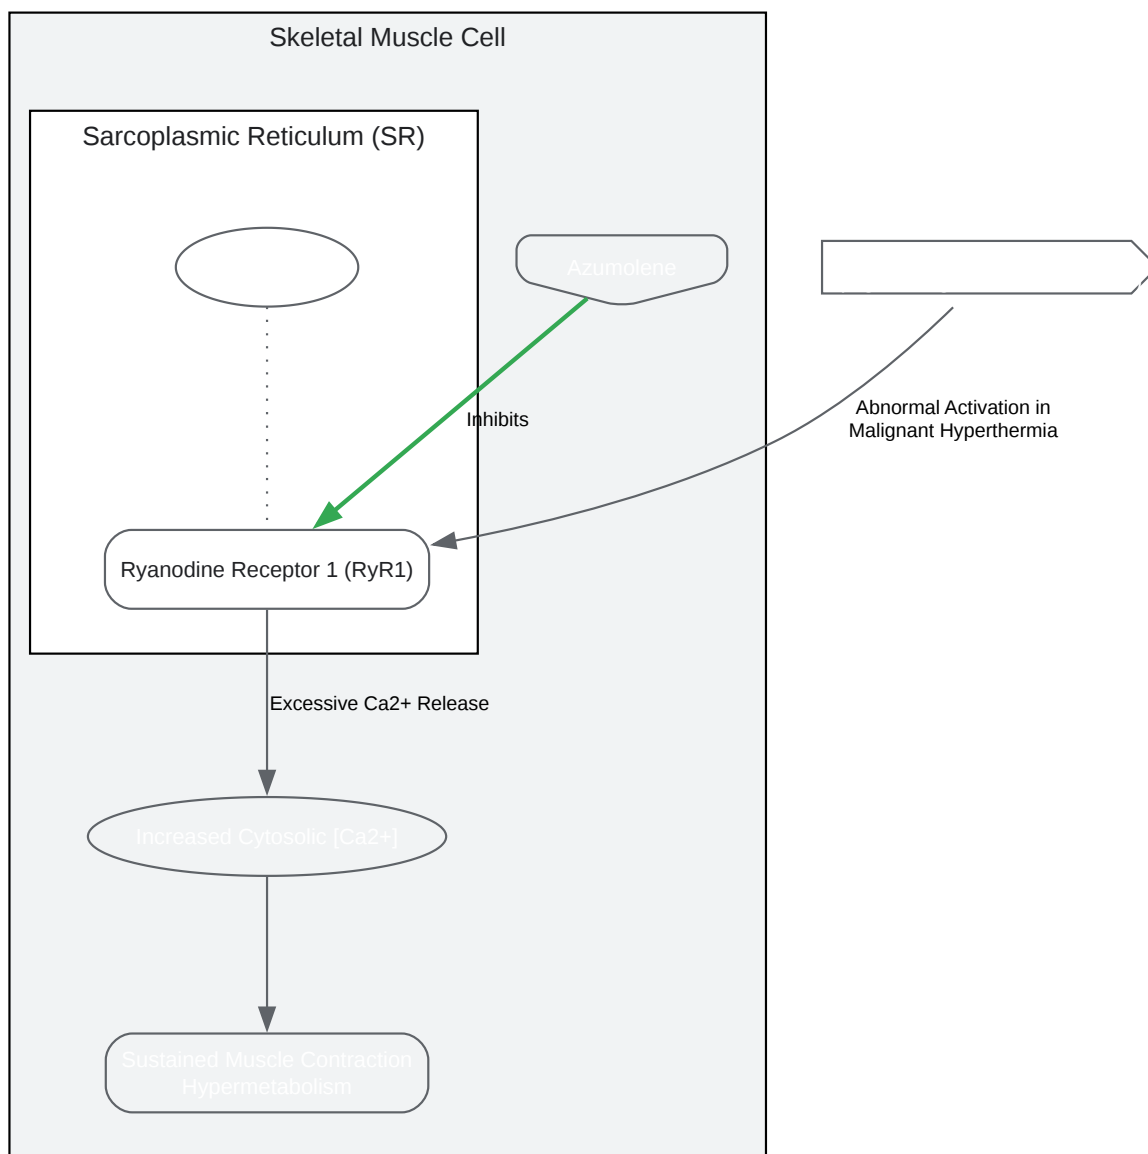 Skeletal Muscle Cell
Sarcoplasmic Reticulum (SR)
Azumolene
Abnormal Activation in
Malignant Hyperthermia
Inhibits
Ryanodine Receptor 1 (RyR1)
Excessive Ca2+ Release
Increased Cytosolic [Ca2+]
Sustained Muscle Contraction
Hypermetabolism